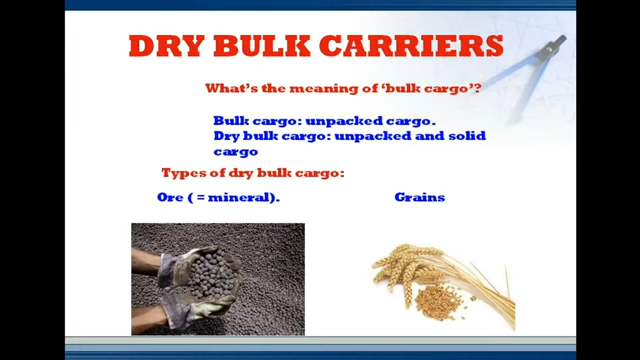 DRY BULK CARRIERS
What's the meaning of 'bulk cargo'?
Bulk cargo: unpacked cargo.
Dry bulk cargo: unpacked and solid
cargo
Types of dry bulk cargo:
Ore ( = mineral).
Grains